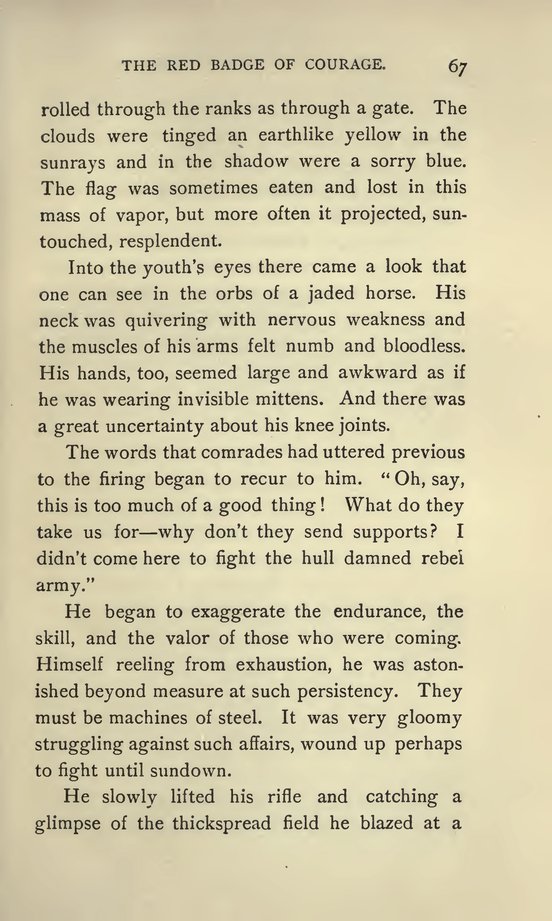 THE RED BADGE OF COURAGE. 67
rolled through the ranks as through a gate. The
clouds were tinged an earthlike yellow in the
sunrays and in the shadow were a sorry blue.
The flag was sometimes eaten and lost in this
mass of vapor, but more often it projected, sun-
touched, resplendent.
Into the youth's eyes there came a look that
one can see in the orbs of a jaded horse. His
neck was quivering with nervous weakness and
the muscles of his arms felt numb and bloodless.
His hands, too, seemed large and awkward as if
he was wearing invisible mittens. And there was
a great uncertainty about his knee joints.
The words that comrades had uttered previous
to the firing began to recur to him. "Oh, say,
this is too much of a good thing! What do they
take us for—why don't they send supports? I
didn't come here to fight the hull damned rebel
army."
He began to exaggerate the endurance, the
skill, and the valor of those who were coming.
Himself reeling from exhaustion, he was aston-
ished beyond measure at such persistency. They
must be machines of steel. It was very gloomy
struggling against such affairs, wound up perhaps
to fight until sundown.
He slowly lifted his rifle and catching a
glimpse of the thickspread field he blazed at a